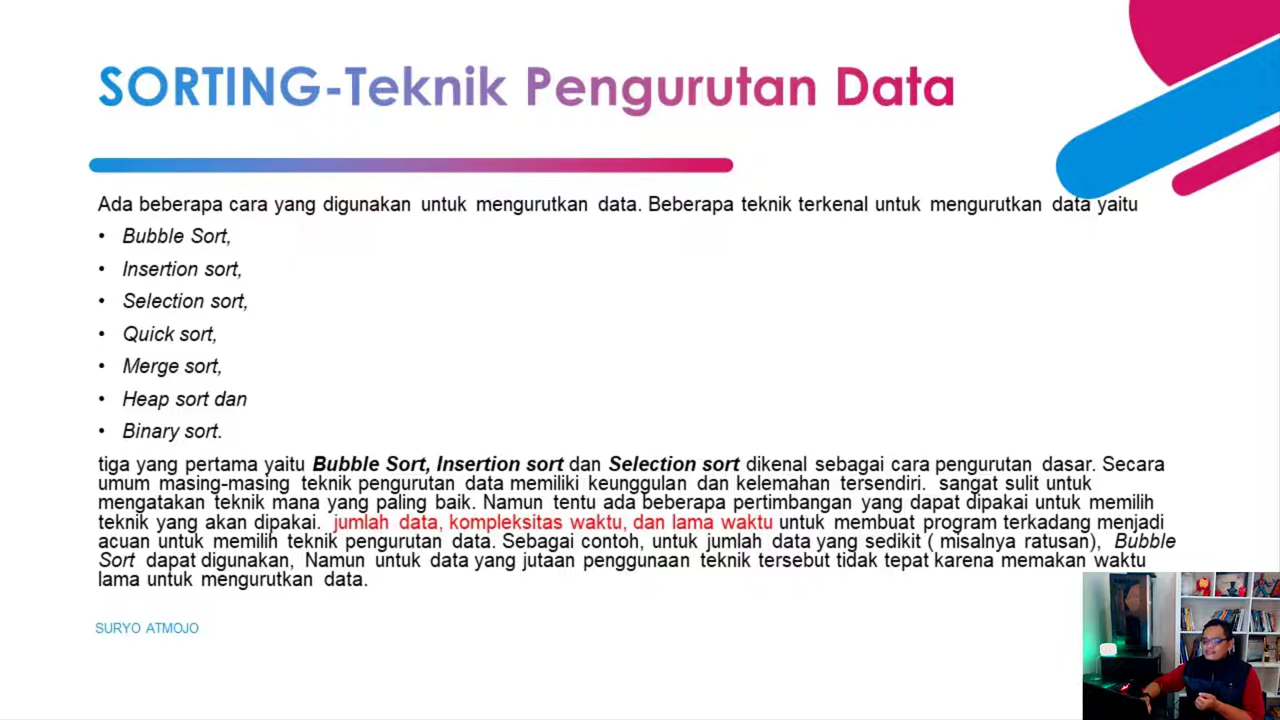 SORTING-Teknik Pengurutan Data
Ada beberapa cara yang digunakan untuk mengurutkan data. Beberapa teknik terkenal untuk mengurutkan data yaitu
• Bubble Sort,
• Insertion sort,
• Selection sort,
• Quick sort,
• Merge sort,
• Heap sort dan
• Binary sort.
tiga yang pertama yaitu Bubble Sort, Insertion sort dan Selection sort dikenal sebagai cara pengurutan dasar. Secara
umum masing-masing teknik pengurutan data memiliki keunggulan dan kelemahan tersendiri. sangat sulit untuk
mengatakan teknik mana yang paling baik. Namun tentu ada beberapa pertimbangan yang dapat dipakai untuk memilih
teknik yang akan dipakai. jumlah data, kompleksitas waktu, dan lama waktu untuk membuat program terkadang menjadi
acuan untuk memilih teknik pengurutan data. Sebagai contoh, untuk jumlah data yang sedikit ( misalnya ratusan), Bubble
Sort dapat digunakan, Namun untuk data yang jutaan penggunaan teknik tersebut tidak tepat karena memakan waktu
lama untuk mengurutkan data.
SURYO ATMOJO